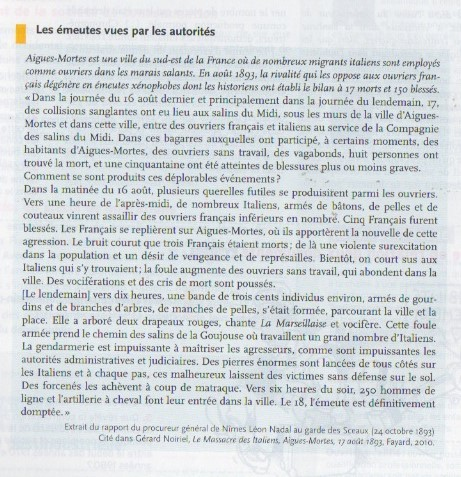 Les émeutes vues par les autorités
Aigues-Mortes est une ville du sud-est de la France où de nombreux migrants italiens sont employés
comme ouvriers dans les marais salants. En août 1893, la rivalité qui les oppose aux ouvriers fran-
çais dégénère en émeutes xénophobes dont les historiens ont établi le bilan à 17 morts et 150 blessés.
« Dans la journée du 16 août dernier et principalement dans la journée du lendemain, 17,
des collisions sanglantes ont eu lieu aux salins du Midi, sous les murs de la ville d'Aigues-
Mortes et dans cette ville, entre des ouvriers français et italiens au service de la Compagnie
des salins du Midi. Dans ces bagarres auxquelles ont participé, à certains moments, des
habitants d'Aigues-Mortes, des ouvriers sans travail, des vagabonds, huit personnes ont
trouvé la mort, et une cinquantaine ont été atteintes de blessures plus ou moins graves.
Comment se sont produits ces déplorables événements ?
Dans la matinée du 16 août, plusieurs querelles futiles se produisirent parmi les ouvriers.
Vers une heure de l'après-midi, de nombreux Italiens, armés de bâtons, de pelles et de
couteaux vinrent assaillir des ouvriers français inférieurs en nombre. Cinq Français furent
blessés. Les Français se replièrent sur Aigues-Mortes, où ils apportèrent la nouvelle de cette
agression. Le bruit courut que trois Français étaient morts ; de là une violente surexcitation
dans la population et un désir de vengeance et de représailles. Bientôt, on court sus aux
Italiens qui s'y trouvaient ; la foule augmente des ouvriers sans travail, qui abondent dans la
ville. Des vociférations et des cris de mort sont poussés.
[Le lendemain] vers dix heures, une bande de trois cents individus environ, armés de gour-
dins et de branches d'arbres, de manches de pelles, s'était formée, parcourant la ville et la
place. Elle a arboré deux drapeaux rouges, chante La Marseillaise et vocifère. Cette foule
armée prend le chemin des salins de la Goujouse où travaillent un grand nombre d'Italiens.
La gendarmerie est impuissante à maîtriser les agresseurs, comme sont impuissantes les
autorités administratives et judiciaires. Des pierres énormes sont lancées de tous côtés sur
les Italiens et à chaque pas, ces malheureux laissent des victimes sans défense sur le sol.
Des forcenés les achèvent à coup de matraque. Vers six heures du soir, 250 hommes de
ligne et l'artillerie à cheval font leur entrée dans la ville. Le 18, l'émeute est définitivement
domptée. »
Extrait du rapport du procureur général de Nîmes Léon Nadal au garde des Sceaux (24 octobre 1893)
Cité dans Gérard Noiriel, Le Massacre des Italiens, Aigues-Mortes, 17 août 1893, Fayard, 2010.